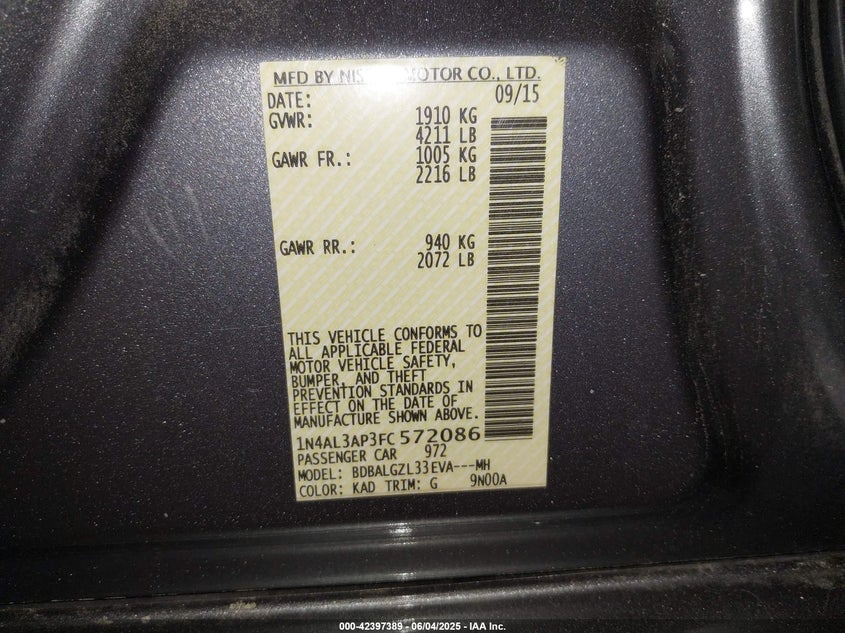 MFD BY NIS MOTOR CO., LTD.
DATE: 09/15
GVWR: 1910 KG
4211 LB
GAWR FR.: 1005 KG
2216 LB
GAWR RR.: 940 KG
2072 LB
THIS VEHICLE CONFORMS TO
ALL APPLICABLE FEDERAL
MOTOR VEHICLE SAFETY,
BUMPER, AND THEFT
PREVENTION STANDARDS IN
EFFECT ON THE DATE OF
MANUFACTURE SHOWN ABOVE.
1N4AL3AP3FC572086
PASSENGER CAR 972
MODEL: BDBALGZL33EVA---MH
COLOR: KAD TRIM: G 9N00A
000-42397389 - 06/04/2025 - IAA Inc.